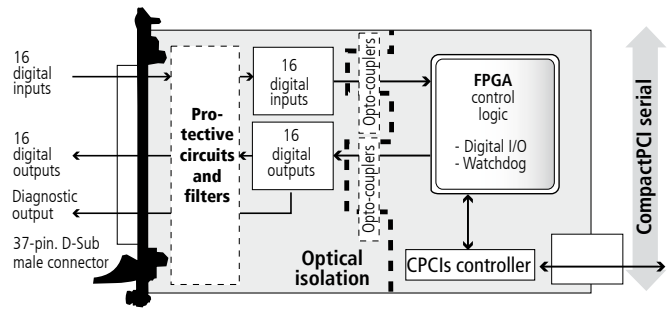 16
digital
inputs
16
digital
outputs
Diagnostic
output
37-pin. D-Sub
male connector
Pro-
tective
circuits
and
filters
16
digital
inputs
16
digital
outputs
Opto-couplers
Opto-couplers
Optical
isolation
FPGA
control
logic
- Digital I/O
- Watchdog
CPCIs controller
CompactPCI serial